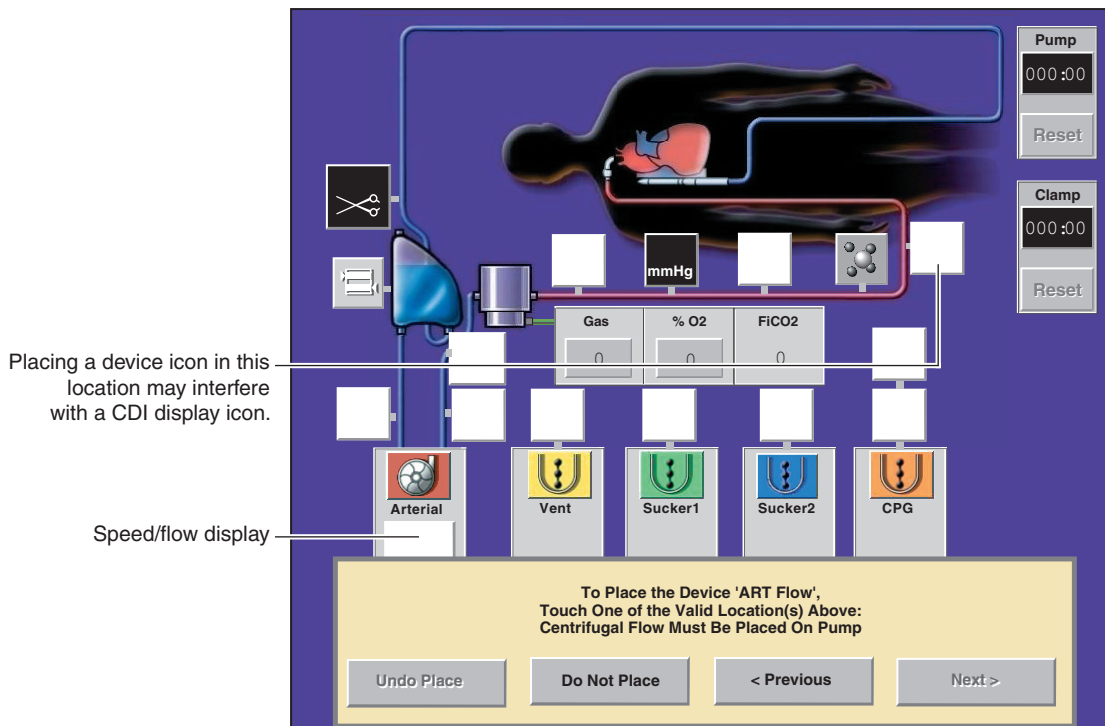 Pump
000:00
Reset
Clamp
000:00
Reset
mmHg
Gas
% O2
FiCO2
0
0
0
Placing a device icon in this
location may interfere
with a CDI display icon.
Arterial
Vent
Sucker1
Sucker2
CPG
Speed/flow display
To Place the Device 'ART Flow',
Touch One of the Valid Location(s) Above:
Centrifugal Flow Must Be Placed On Pump
Undo Place
Do Not Place
< Previous
Next >